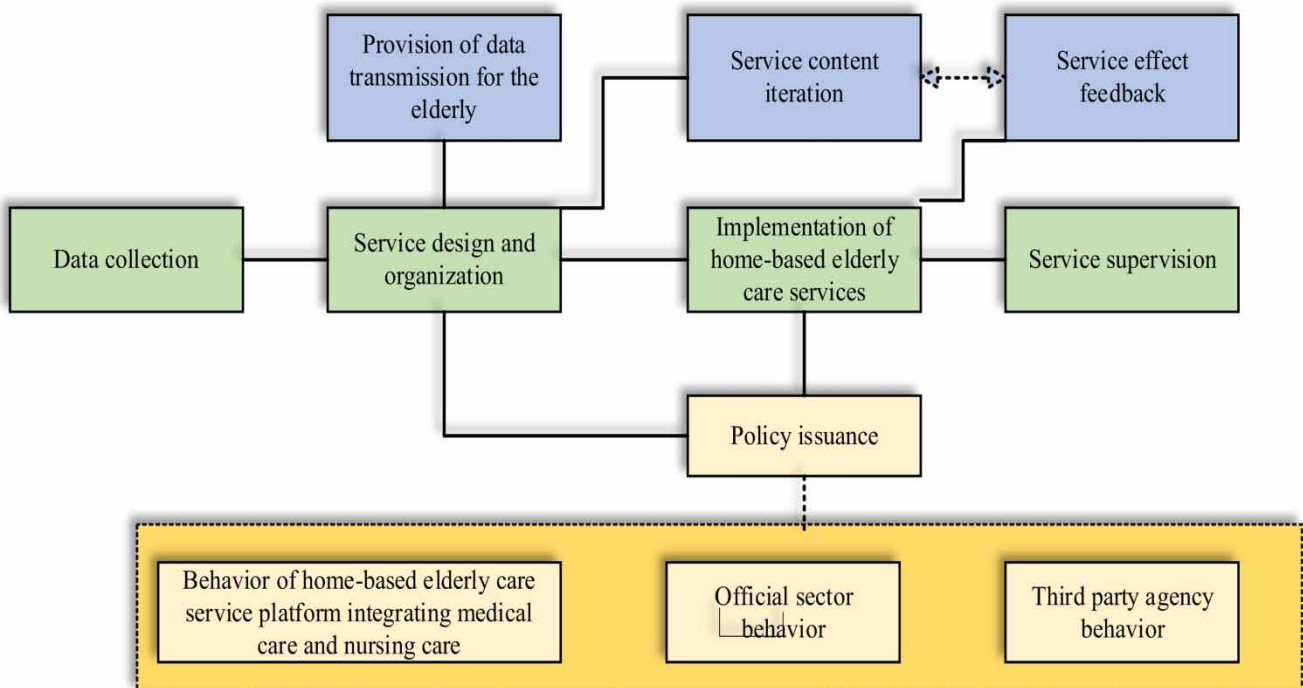 Provision of data
transmission for the
elderly
Service content
iteration
Service effect
feedback
Data collection
Service design and
organization
Implementation of
home-based elderly
care services
Service supervision
Policy issuance
Behavior of home-based elderly care
service platform integrating medical
care and nursing care
Official sector
behavior
Third party agency
behavior